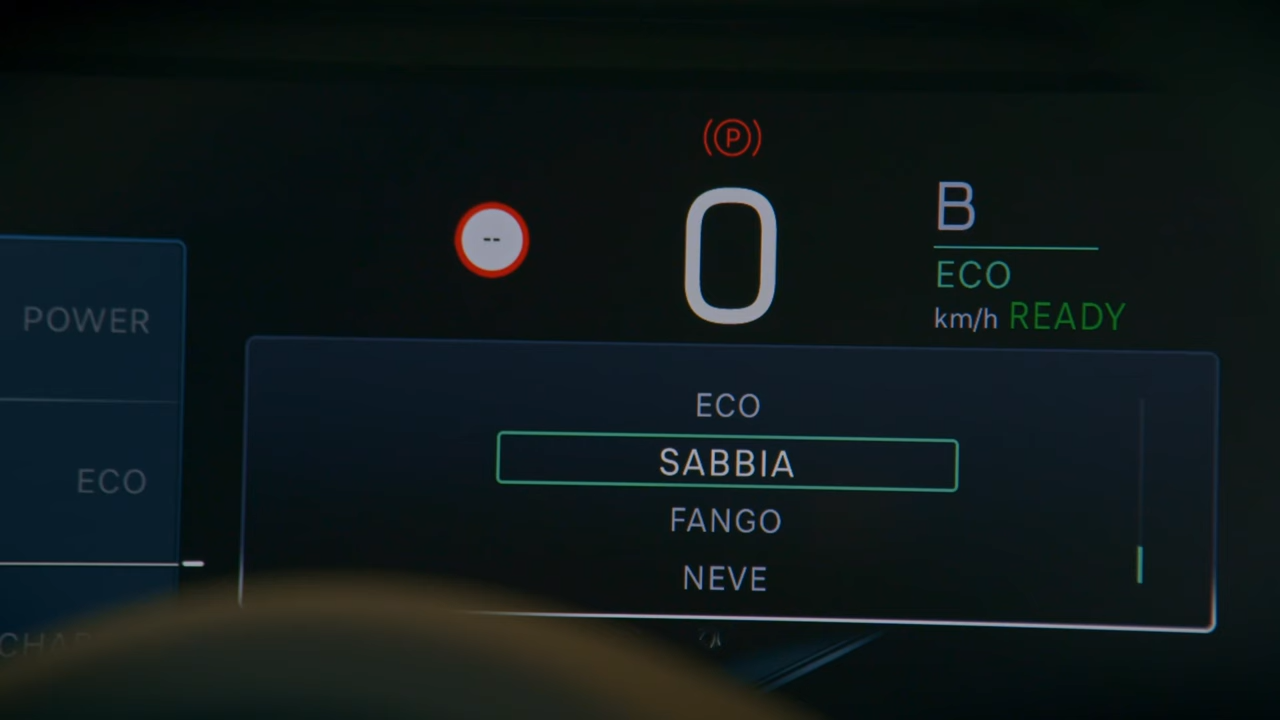 P
--
0
B
ECO
km/h READY
POWER
ECO
ECO
SABBIA
FANGO
NEVE